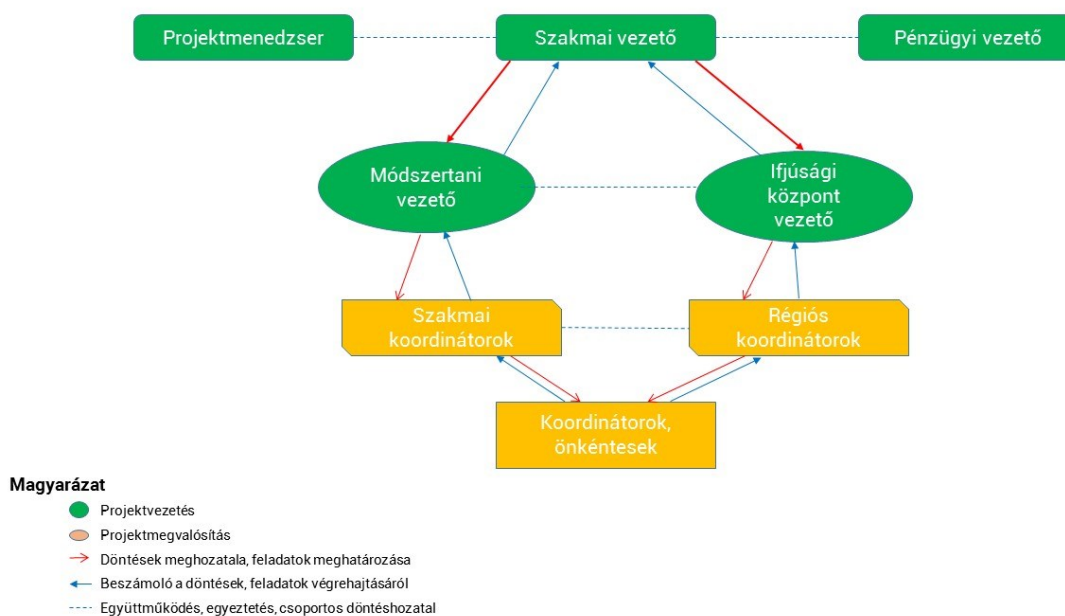 Projektmenedzser
Szakmai vezető
Pénzügyi vezető
Módszertani
vezető
Ifjúsági
központ
vezető
Szakmai
koordinátorok
Régiós
koordinátorok
Koordinátorok,
önkéntesek
Magyarázat
Projektvezetés
Projektmegvalósítás
Döntések meghozatala, feladatok meghatározása
Beszámoló a döntések, feladatok végrehajtásáról
Együttműködés, egyeztetés, csoportos döntéshozatal